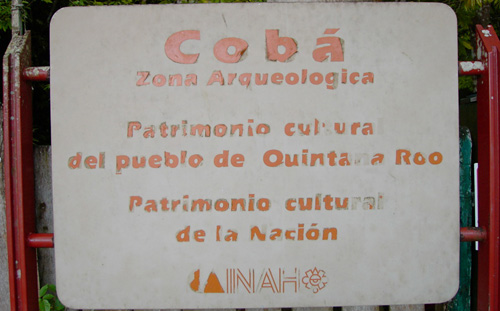 Cobá
Zona Arqueologica
Patrimonio cultural
del pueblo de Quintana Roo
Patrimonio cultural
de la Nación
INAH